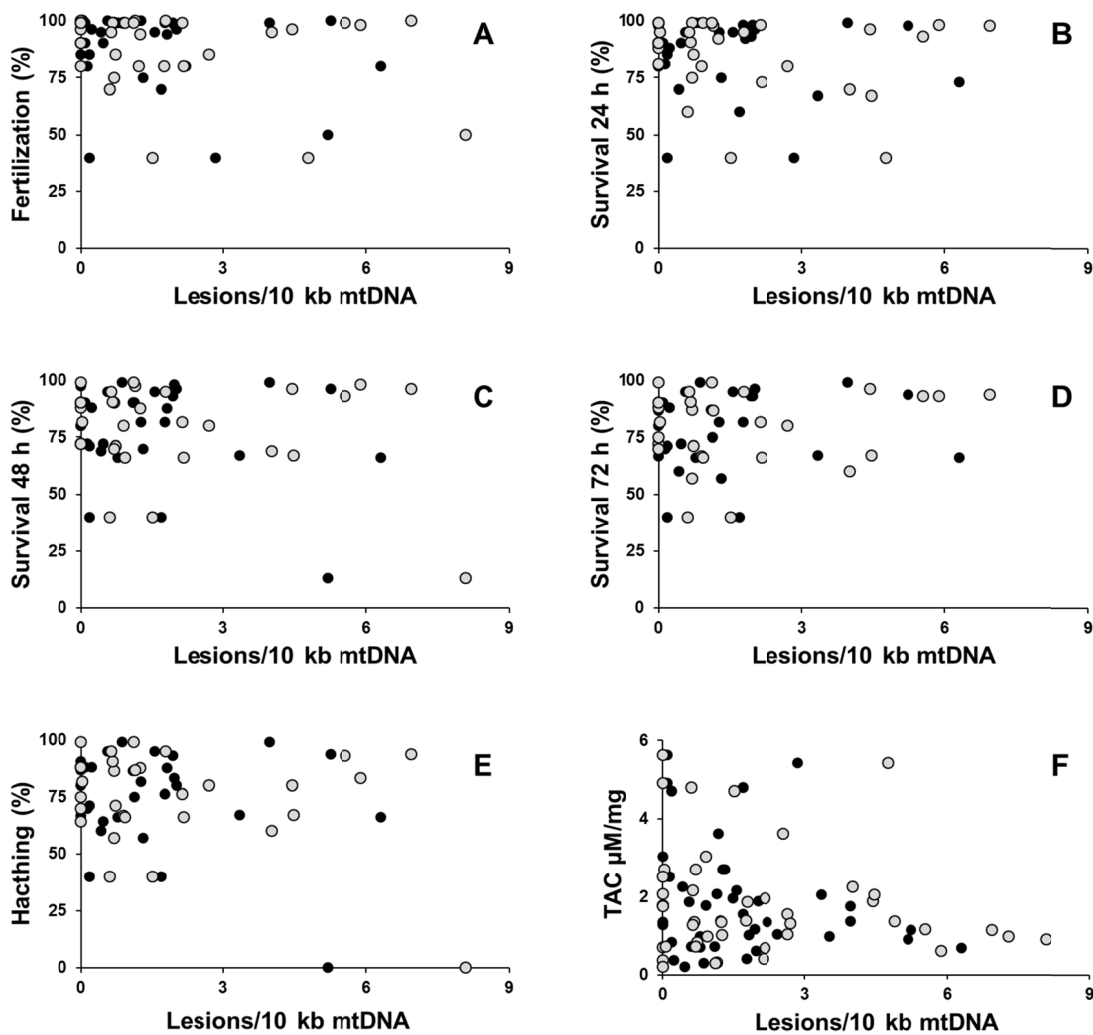 A
Fertilization (%)
100
75
50
25
0
0 3 6 9
Lesions/10 kb mtDNA
B
Survival 24 h (%)
100
75
50
25
0
0 3 6 9
Lesions/10 kb mtDNA
C
Survival 48 h (%)
100
75
50
25
0
0 3 6 9
Lesions/10 kb mtDNA
D
Survival 72 h (%)
100
75
50
25
0
0 3 6 9
Lesions/10 kb mtDNA
E
Hacthing (%)
100
75
50
25
0
0 3 6 9
Lesions/10 kb mtDNA
F
TAC µM/mg
6
4
2
0
0 3 6 9
Lesions/10 kb mtDNA